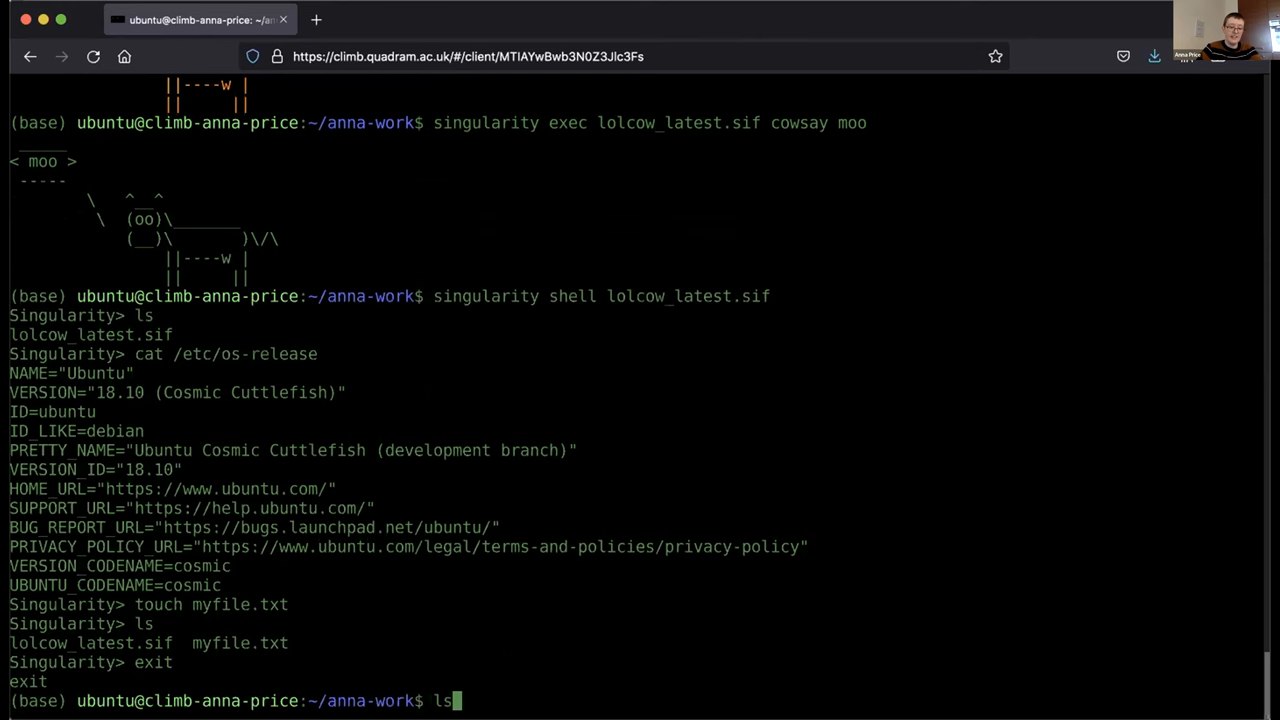 ubuntu@climb-anna-price: ~/an
https://climb.quadram.ac.uk/#/client/MTIAYwBwb3N0Z3Jlc3Fs
Anna Price
||----w |
||     ||
(base) ubuntu@climb-anna-price:~/anna-work$ singularity exec lolcow_latest.sif cowsay moo
 _____
< moo >
 -----
        \   ^__^
         \  (oo)\_______
            (__)\       )\/\
                ||----w |
                ||     ||
(base) ubuntu@climb-anna-price:~/anna-work$ singularity shell lolcow_latest.sif
Singularity> ls
lolcow_latest.sif
Singularity> cat /etc/os-release
NAME="Ubuntu"
VERSION="18.10 (Cosmic Cuttlefish)"
ID=ubuntu
ID_LIKE=debian
PRETTY_NAME="Ubuntu Cosmic Cuttlefish (development branch)"
VERSION_ID="18.10"
HOME_URL="https://www.ubuntu.com/"
SUPPORT_URL="https://help.ubuntu.com/"
BUG_REPORT_URL="https://bugs.launchpad.net/ubuntu/"
PRIVACY_POLICY_URL="https://www.ubuntu.com/legal/terms-and-policies/privacy-policy"
VERSION_CODENAME=cosmic
UBUNTU_CODENAME=cosmic
Singularity> touch myfile.txt
Singularity> ls
lolcow_latest.sif  myfile.txt
Singularity> exit
exit
(base) ubuntu@climb-anna-price:~/anna-work$ ls